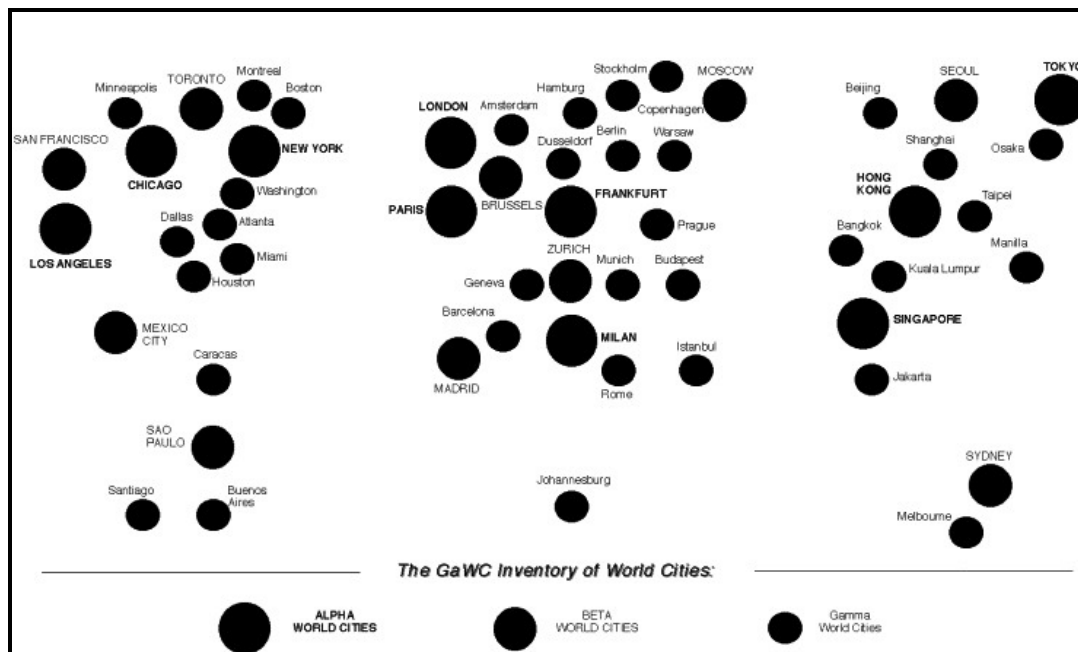 Minneapolis
TORONTO
Montreal
Boston
SAN FRANCISCO
CHICAGO
NEW YORK
Washington
Dallas
Atlanta
LOS ANGELES
Miami
Houston
MEXICO
CITY
Caracas
SAO
PAULO
Santiago
Buenos
Aires
LONDON
Amsterdam
Hamburg
Stockholm
Copenhagen
MOSCOW
Dusseldorf
Berlin
Warsaw
PARIS
BRUSSELS
FRANKFURT
Prague
ZURICH
Geneva
Munich
Budapest
Barcelona
MADRID
MILAN
Rome
Istanbul
Johannesburg
Beijing
SEOUL
TOKYO
Shanghai
Osaka
HONG
KONG
Taipei
Bangkok
Manilla
Kuala Lumpur
SINGAPORE
Jakarta
SYDNEY
Melbourne
The GaWC Inventory of World Cities:
ALPHA
WORLD CITIES
BETA
WORLD CITIES
Gamma
World Cities